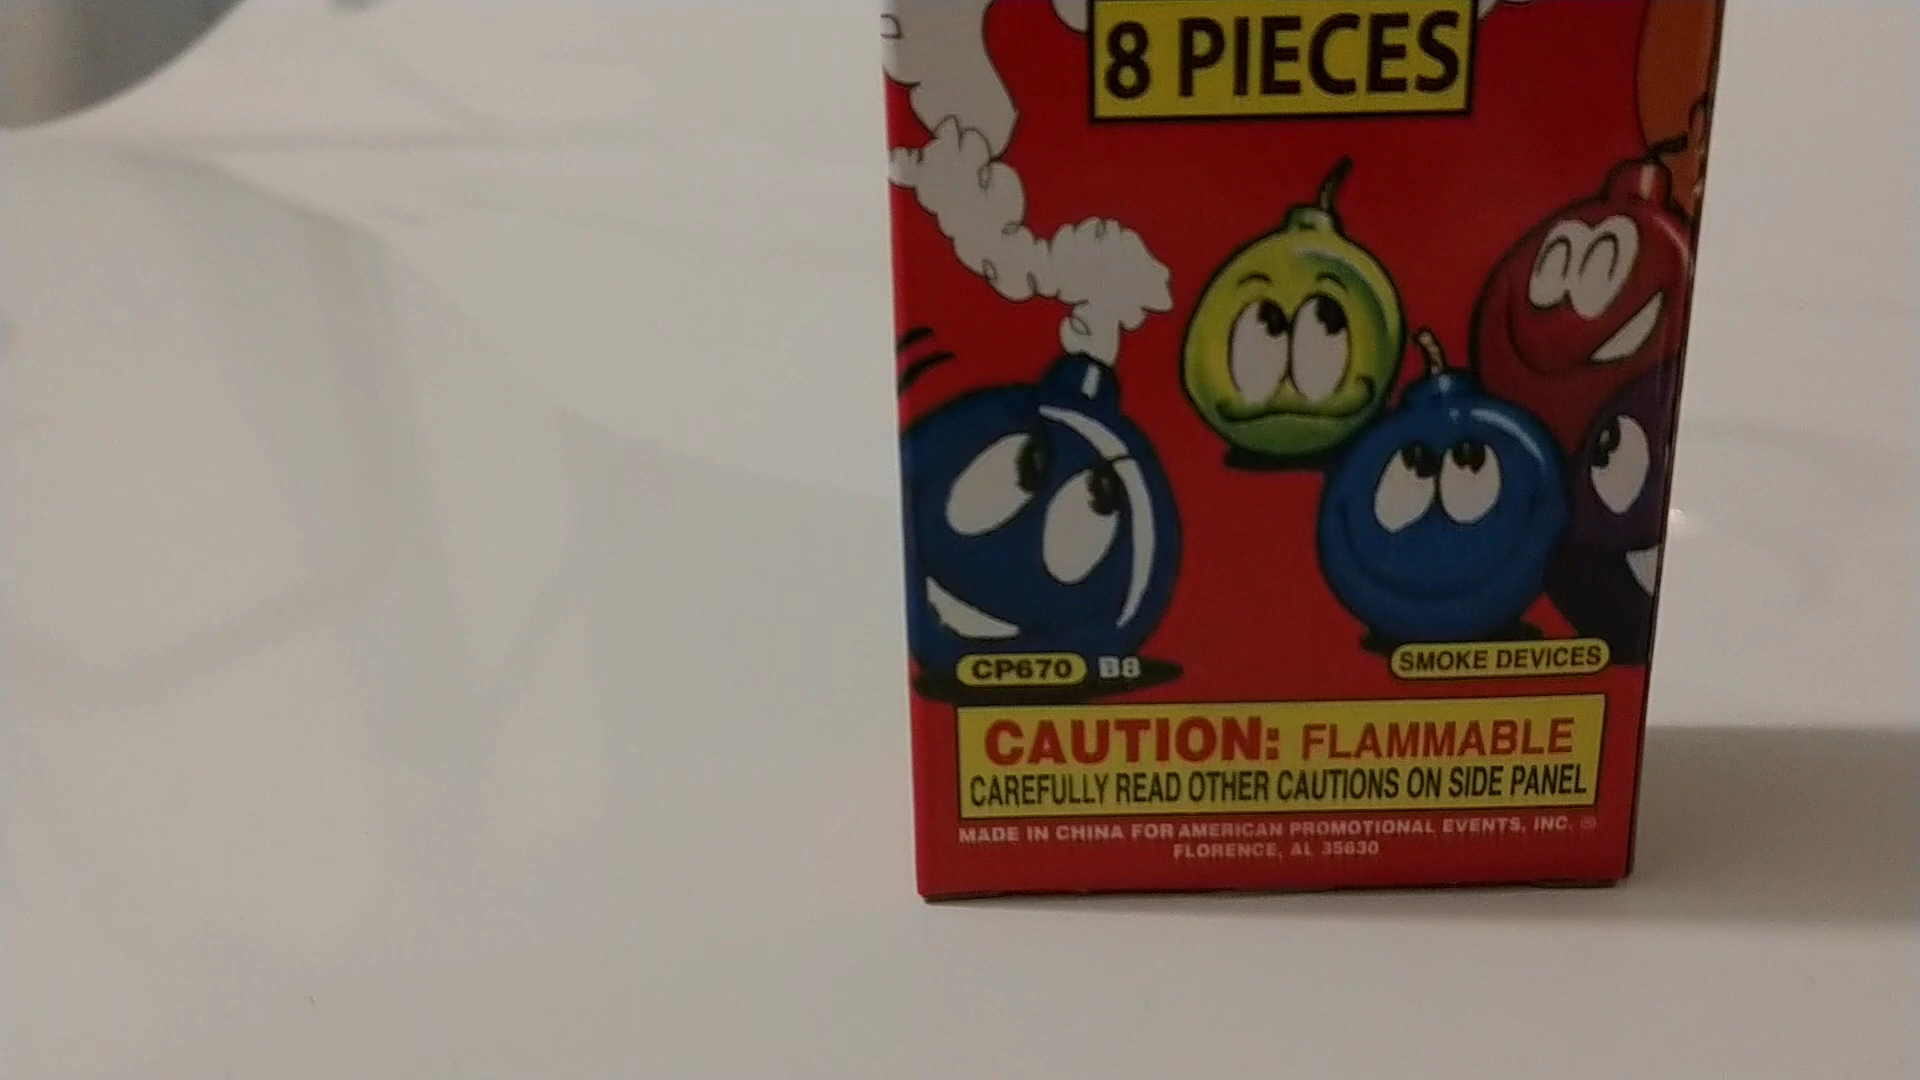 8 PIECES
CP670 B8
SMOKE DEVICES
CAUTION: FLAMMABLE
CAREFULLY READ OTHER CAUTIONS ON SIDE PANEL
MADE IN CHINA FOR AMERICAN PROMOTIONAL EVENTS, INC. ®
FLORENCE, AL 35630